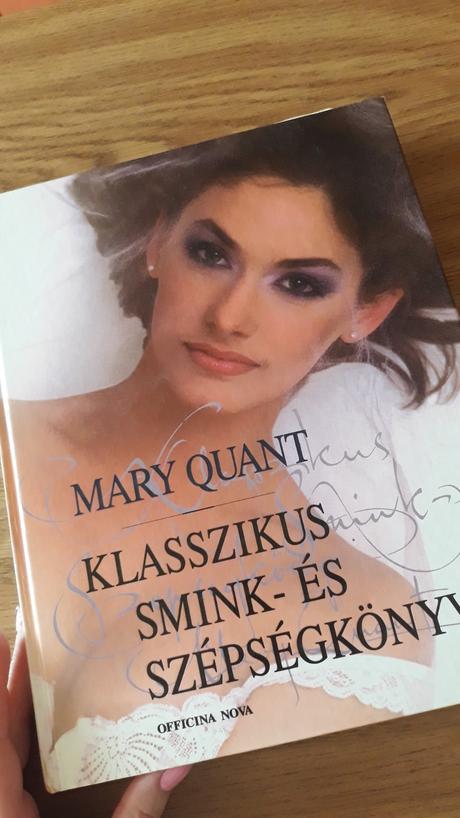 MARY QUANT
KLASSZIKUS
SMINK- ÉS
SZÉPSÉGKÖNYV
OFFICINA NOVA